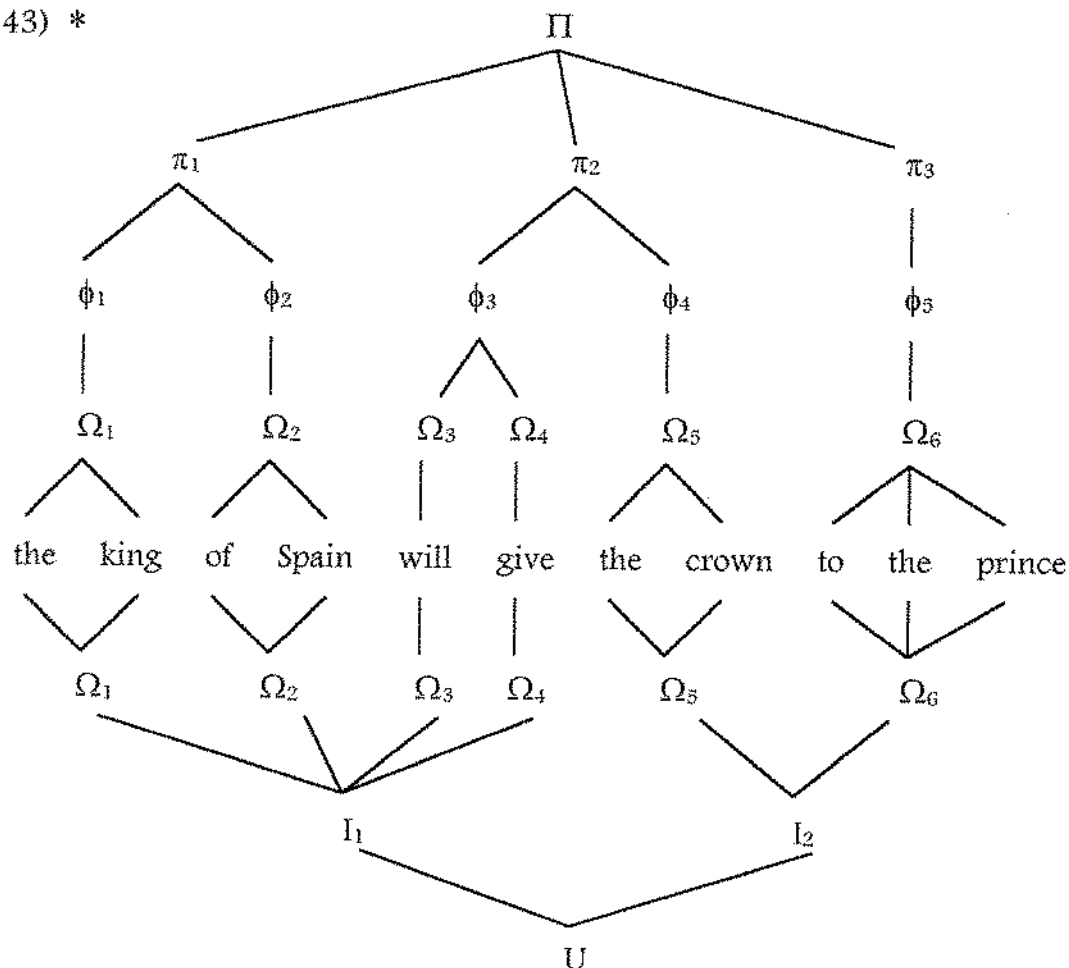 43) *
Π
π₁ π₂ π₃
ϕ₁ ϕ₂ ϕ₃ ϕ₄ ϕ₅
Ω₁ Ω₂ Ω₃ Ω₄ Ω₅ Ω₆
the king of Spain will give the crown to the prince
Ω₁ Ω₂ Ω₃ Ω₄ Ω₅ Ω₆
I₁ I₂
U